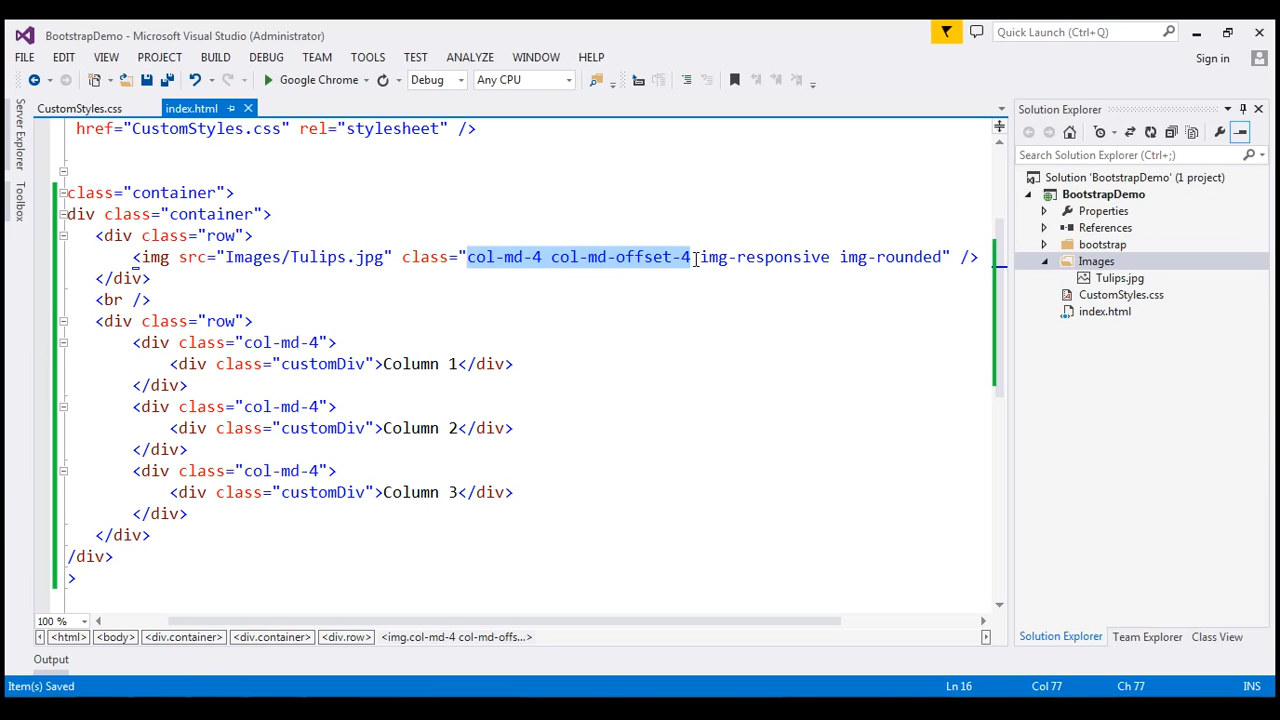 BootstrapDemo - Microsoft Visual Studio (Administrator)
Quick Launch (Ctrl+Q)
FILE EDIT VIEW PROJECT BUILD DEBUG TEAM TOOLS TEST ANALYZE WINDOW HELP
Sign in
Google Chrome Debug Any CPU
Server Explorer
Toolbox
CustomStyles.css index.html
href="CustomStyles.css" rel="stylesheet" />
class="container">
div class="container">
<div class="row">
<img src="Images/Tulips.jpg" class="col-md-4 col-md-offset-4 img-responsive img-rounded" />
</div>
<br />
<div class="row">
<div class="col-md-4">
<div class="customDiv">Column 1</div>
</div>
<div class="col-md-4">
<div class="customDiv">Column 2</div>
</div>
<div class="col-md-4">
<div class="customDiv">Column 3</div>
</div>
</div>
/div>
>
100 %
<html> <body> <div.container> <div.container> <div.row> <img.col-md-4 col-md-offs...>
Output
Solution Explorer
Search Solution Explorer (Ctrl+;)
Solution 'BootstrapDemo' (1 project)
BootstrapDemo
Properties
References
bootstrap
Images
Tulips.jpg
CustomStyles.css
index.html
Solution Explorer Team Explorer Class View
Item(s) Saved Ln 16 Col 77 Ch 77 INS